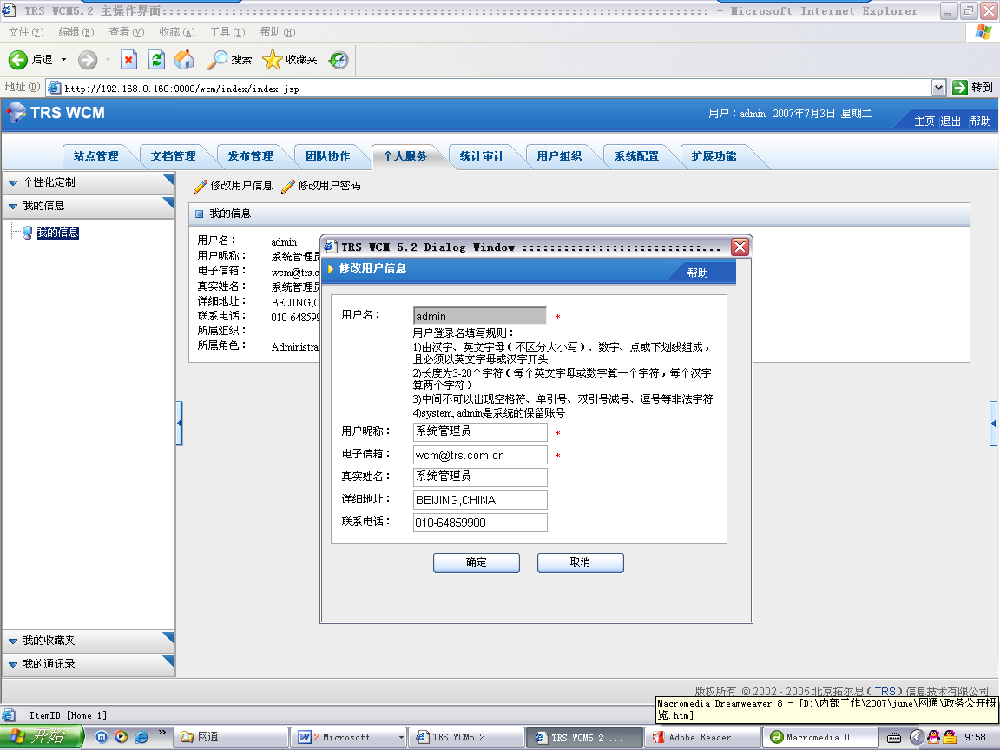 TRS WCM5.2 主操作界面:::::::::::::::::::::::::::::::::::::::::::::::::::::::::::::::::::::::::::::: - Microsoft Internet Explorer
文件(F) 编辑(E) 查看(V) 收藏(A) 工具(T) 帮助(H)
后退 搜索 收藏夹
地址(D) http://192.168.0.160:9000/wcm/index/index.jsp 转到
TRS WCM 用户：admin 2007年7月3日 星期二 主页 退出 帮助
站点管理 文档管理 发布管理 团队协作 个人服务 统计审计 用户组织 系统配置 扩展功能
个性化定制
我的信息
我的信息
修改用户信息 修改用户密码
我的信息
用户名： admin
用户昵称： 系统管理员
电子信箱： wcm@trs.c
真实姓名： 系统管理员
详细地址： BEIJING,C
联系电话： 010-64859
所属组织：
所属角色： Administra
TRS WCM 5.2 Dialog Window ::::::::::::::::::::::::::...
修改用户信息 帮助
用户名： admin *
用户登录名填写规则：
1)由汉字、英文字母（不区分大小写）、数字、点或下划线组成，
且必须以英文字母或汉字开头
2)长度为3-20个字符（每个英文字母或数字算一个字符，每个汉字
算两个字符）
3)中间不可以出现空格符、单引号、双引号减号、逗号等非法字符
4)system, admin是系统的保留账号
用户昵称： 系统管理员 *
电子信箱： wcm@trs.com.cn *
真实姓名： 系统管理员
详细地址： BEIJING,CHINA
联系电话： 010-64859900
确定 取消
我的收藏夹
我的通讯录
版权所有 © 2002 - 2005 北京拓尔思（TRS）信息技术有限公司
Macromedia Dreamweaver 8 - [D:\内部工作\2007\june\网通\政务公开概
览.htm]
ItemID:[Home_1]
开始 » 网通 2 Microsoft... TRS WCM5.2 ... TRS WCM5.2 ... Adobe Reader... Macromedia D... 9:58